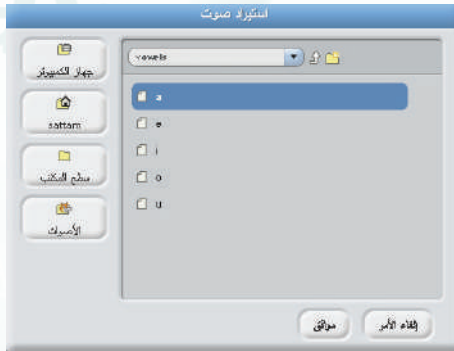 استيراد صوت
جهاز الكمبيوتر
vowels
a
sattam
e
i
سطح المكتب
o
u
الأصوات
موافق
إلغاء الأمر